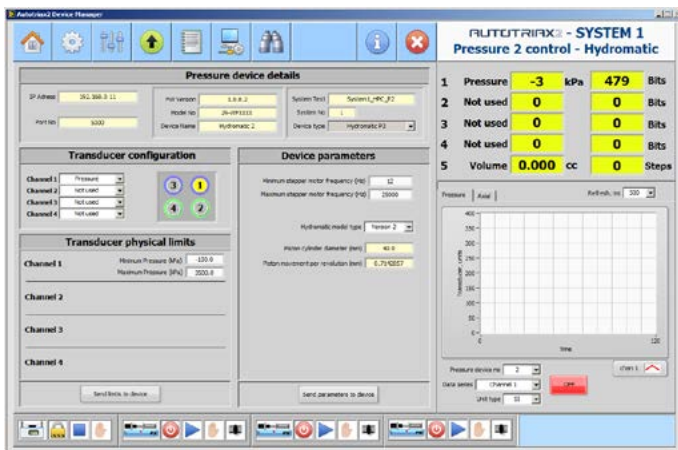 Autotriax2 Device Manager
AUTOTRIAX2 - SYSTEM 1
Pressure 2 control - Hydromatic
Pressure device details
IP Adress 192.168.0.11
Port No 5000
FW version 1.0.0.2
Model No
Device Name Hydromatic 2
System Text System1_HPC_P2
System No 1
Device type Hydromatic P2
1 Pressure -3 kPa 479 Bits
2 Not used 0 0 Bits
3 Not used 0 0 Bits
4 Not used 0 0 Bits
5 Volume 0.000 cc 0 Steps
Transducer configuration
Channel 1 Pressure
Channel 2 Not used
Channel 3 Not used
Channel 4 Not used
3 1
4 2
Device parameters
Minimum stepper motor frequency (Hz) 12
Maximum stepper motor frequency (Hz) 25000
Hydromatic model type Version 2
Piston cylinder diameter (mm) 40.0
Piston movement per revolution (mm) 0.7142857
Send parameters to device
Transducer physical limits
Channel 1 Minimum Pressure (kPa) -100.0
Maximum Pressure (kPa) 3500.0
Channel 2
Channel 3
Channel 4
Send limits to device
Pressure Axial Refresh, ms 500
Transducer, units
400
350
300
250
200
150
100
50
0
0 120
Time
Pressure device no 2
chan 1
Data series Channel 1
OFF
Unit type SI